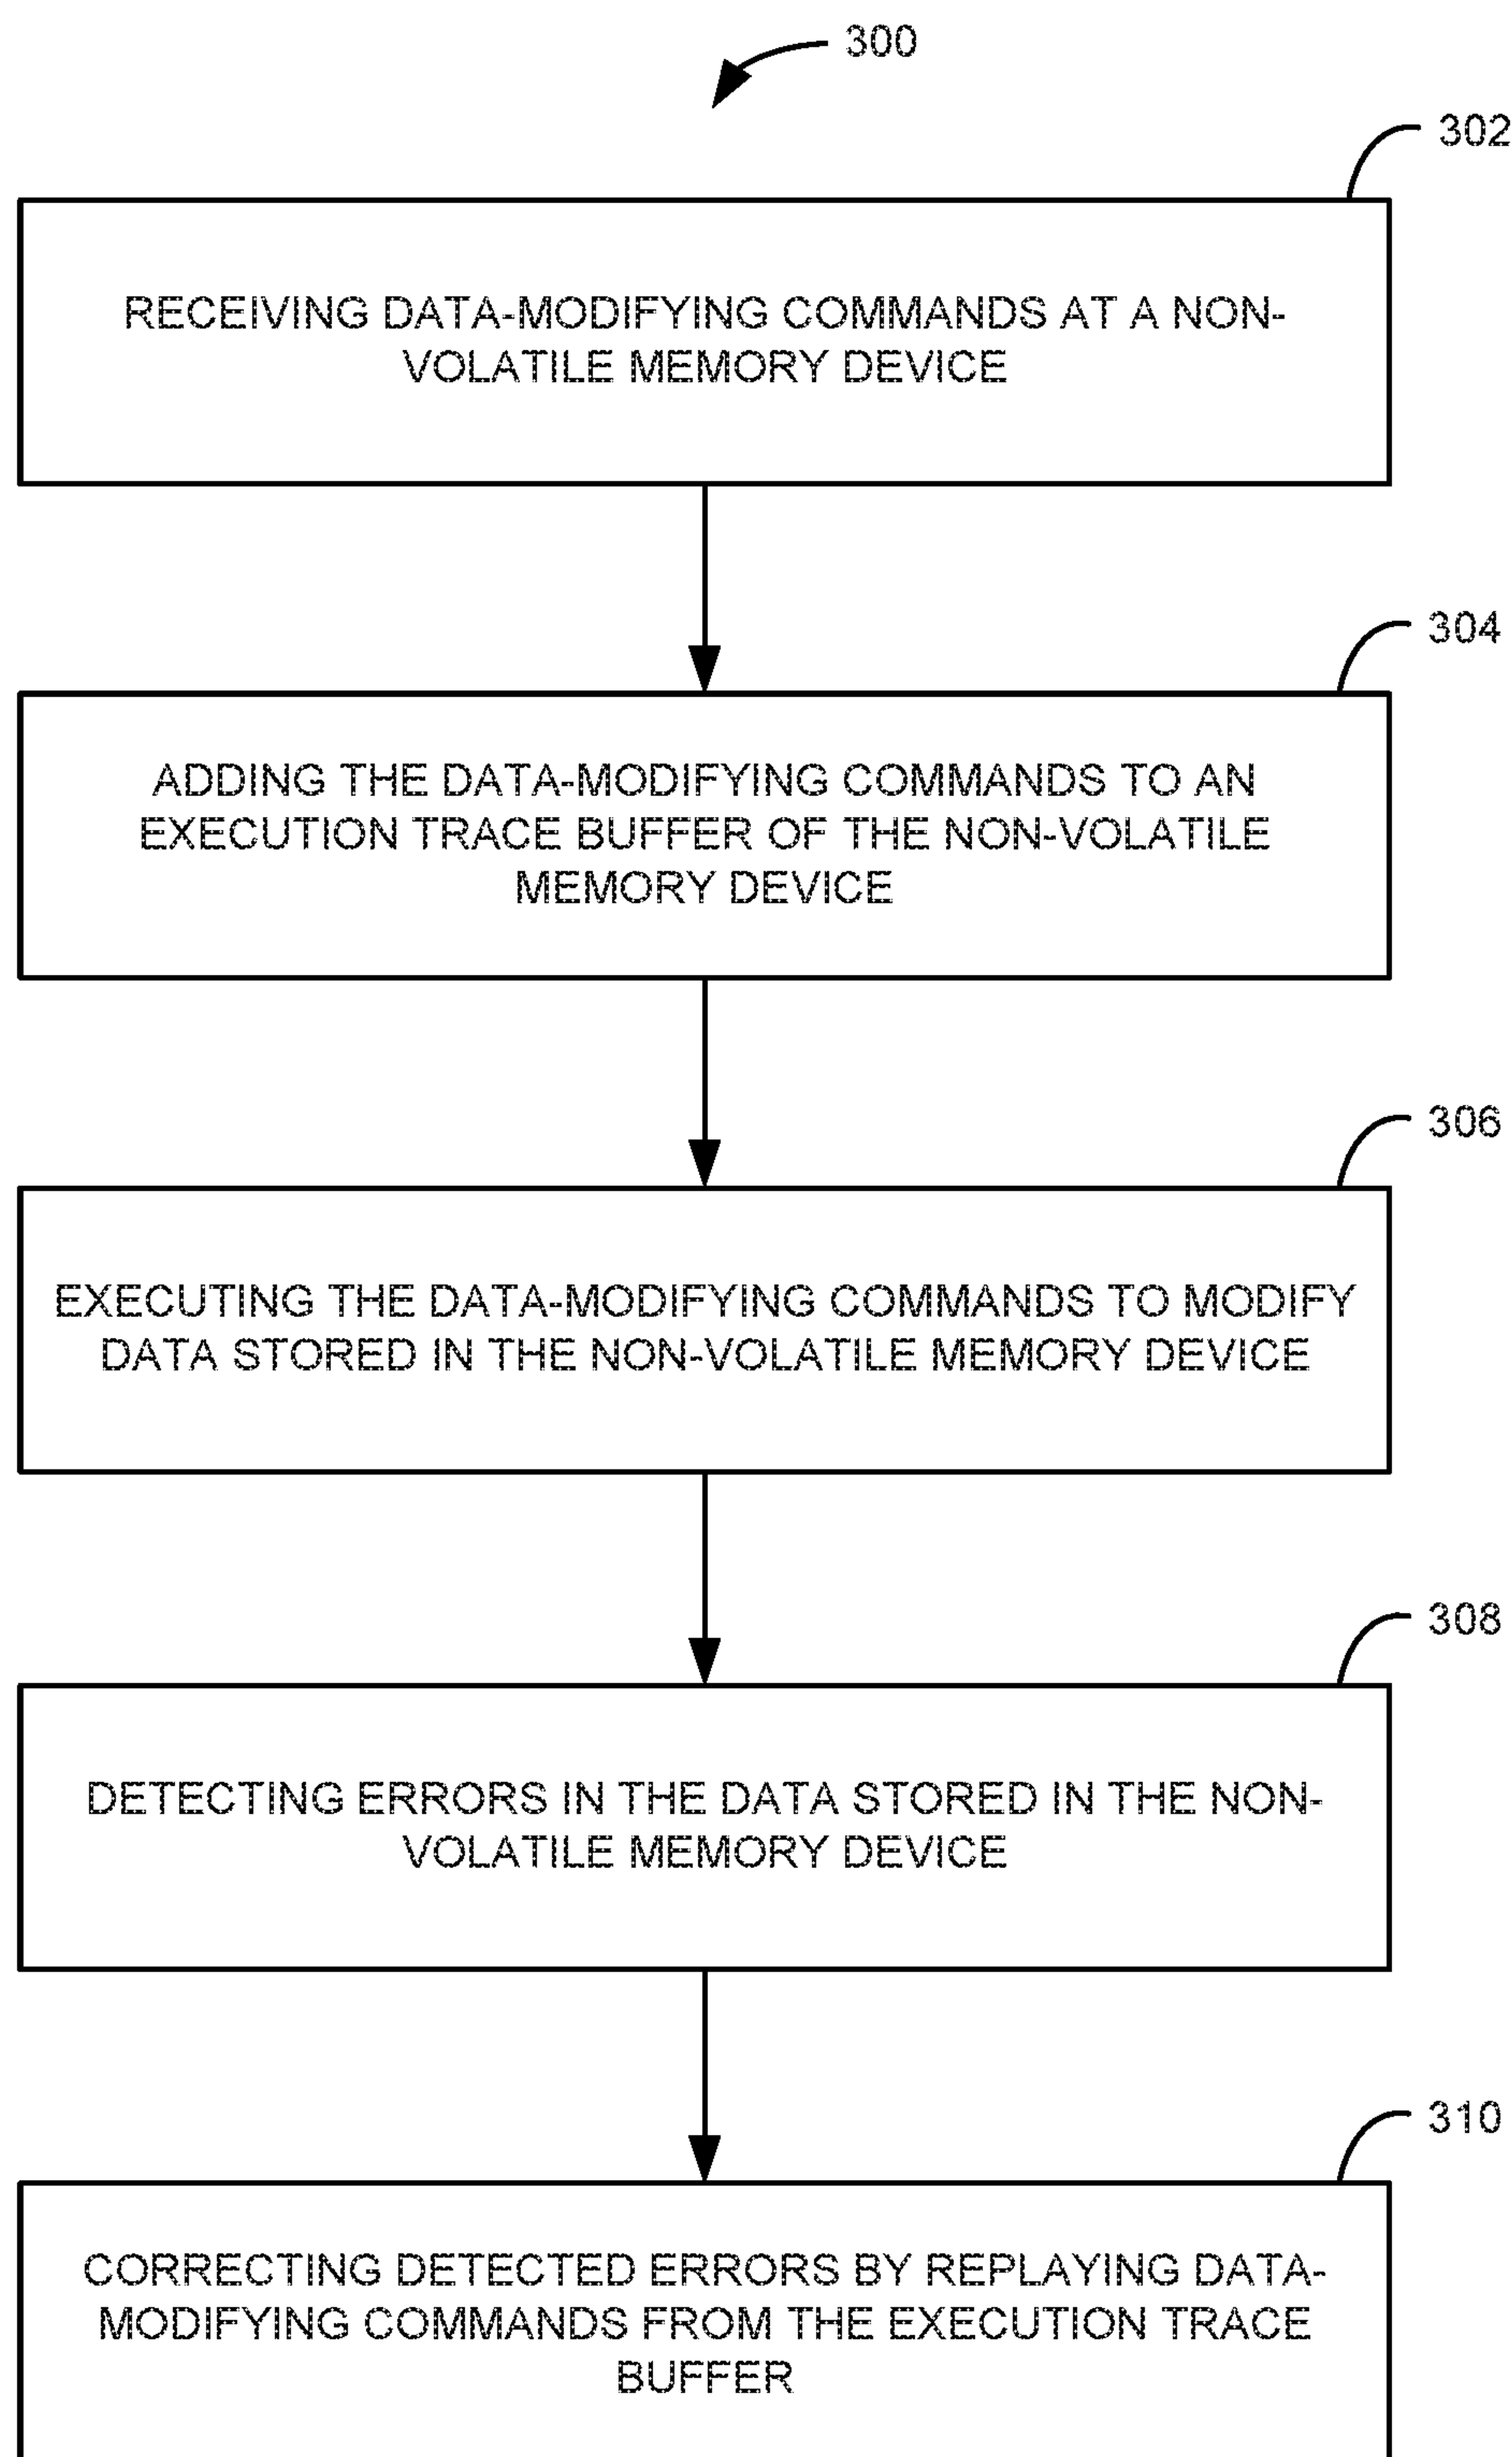 300
302
RECEIVING DATA-MODIFYING COMMANDS AT A NON-
VOLATILE MEMORY DEVICE
304
ADDING THE DATA-MODIFYING COMMANDS TO AN
EXECUTION TRACE BUFFER OF THE NON-VOLATILE
MEMORY DEVICE
306
EXECUTING THE DATA-MODIFYING COMMANDS TO MODIFY
DATA STORED IN THE NON-VOLATILE MEMORY DEVICE
308
DETECTING ERRORS IN THE DATA STORED IN THE NON-
VOLATILE MEMORY DEVICE
310
CORRECTING DETECTED ERRORS BY REPLAYING DATA-
MODIFYING COMMANDS FROM THE EXECUTION TRACE
BUFFER